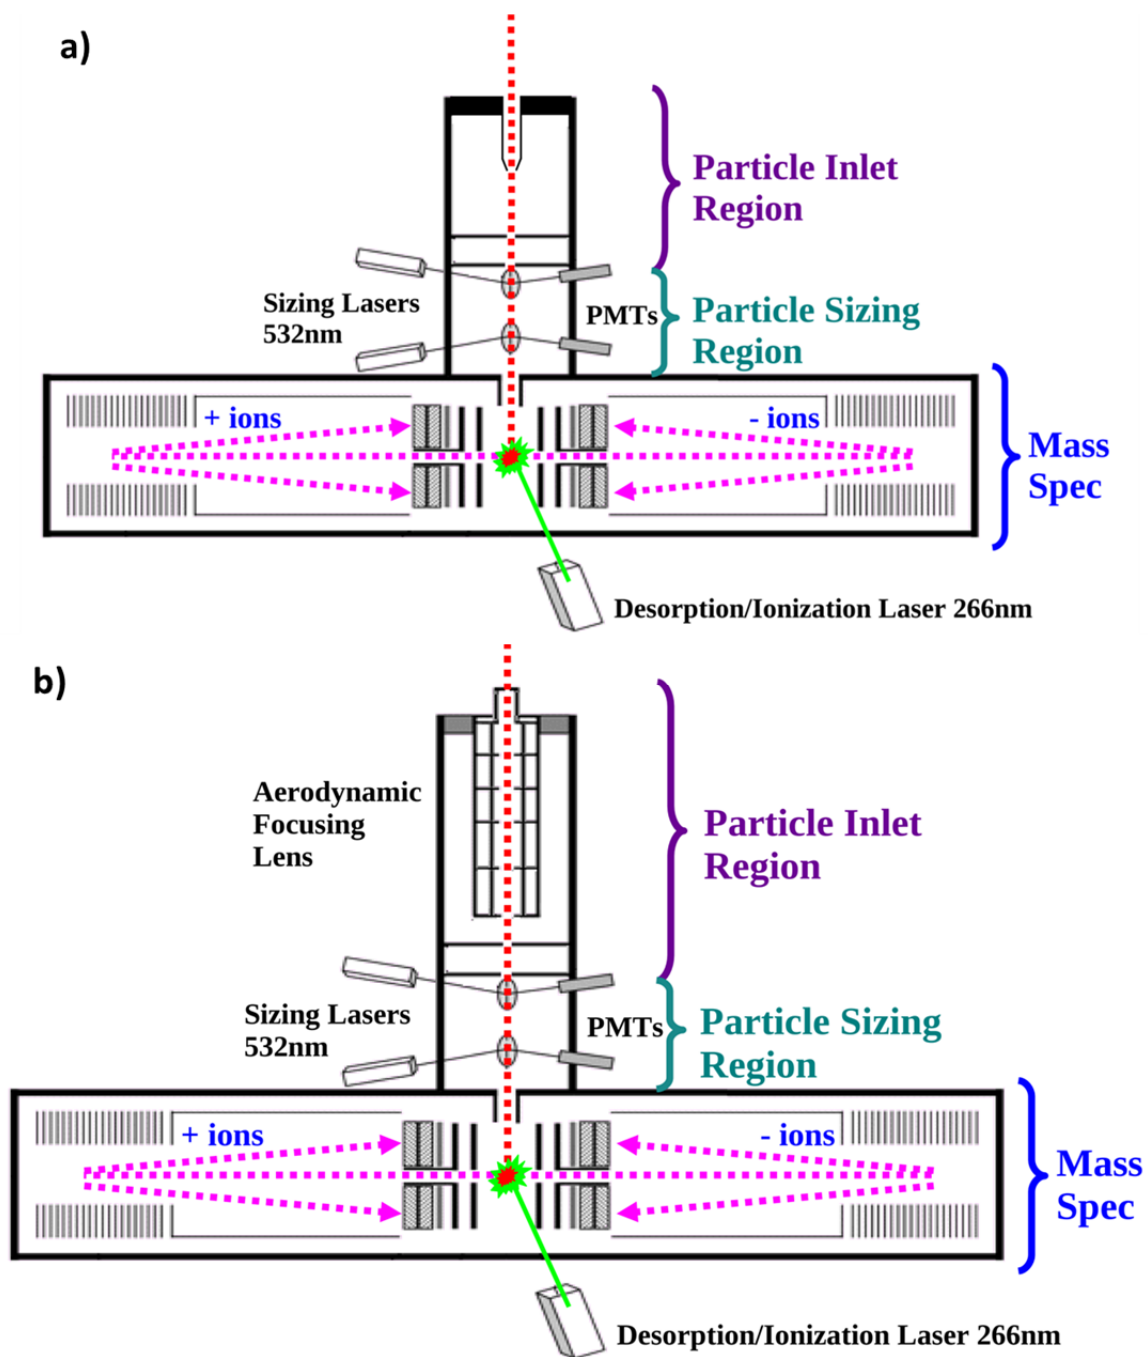 a)
Particle Inlet
Region
Sizing Lasers
532nm
PMTs
Particle Sizing
Region
+ ions
- ions
Mass
Spec
Desorption/Ionization Laser 266nm
b)
Aerodynamic
Focusing
Lens
Particle Inlet
Region
Sizing Lasers
532nm
PMTs
Particle Sizing
Region
+ ions
- ions
Mass
Spec
Desorption/Ionization Laser 266nm